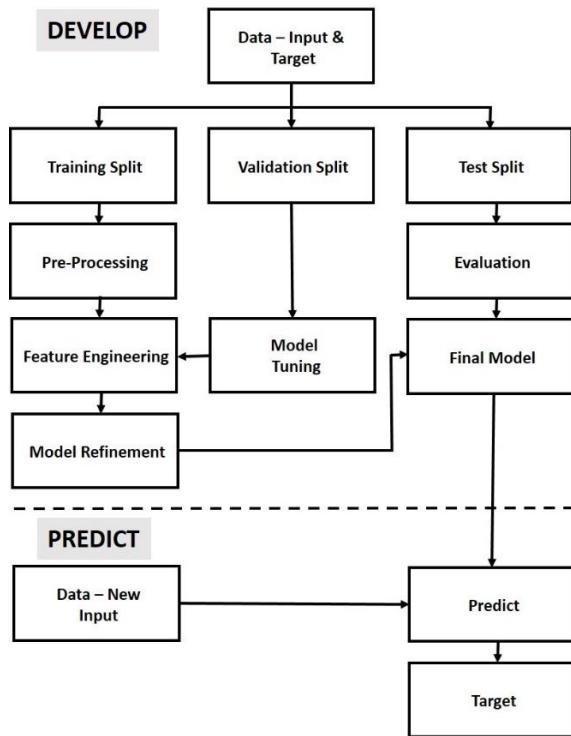 DEVELOP
Data – Input &
Target
Training Split
Validation Split
Test Split
Pre-Processing
Evaluation
Feature Engineering
Model
Tuning
Final Model
Model Refinement
PREDICT
Data – New
Input
Predict
Target